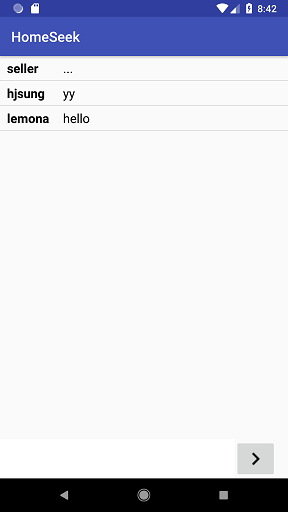 8:42
HomeSeek
seller ...
hjsung yy
lemona hello